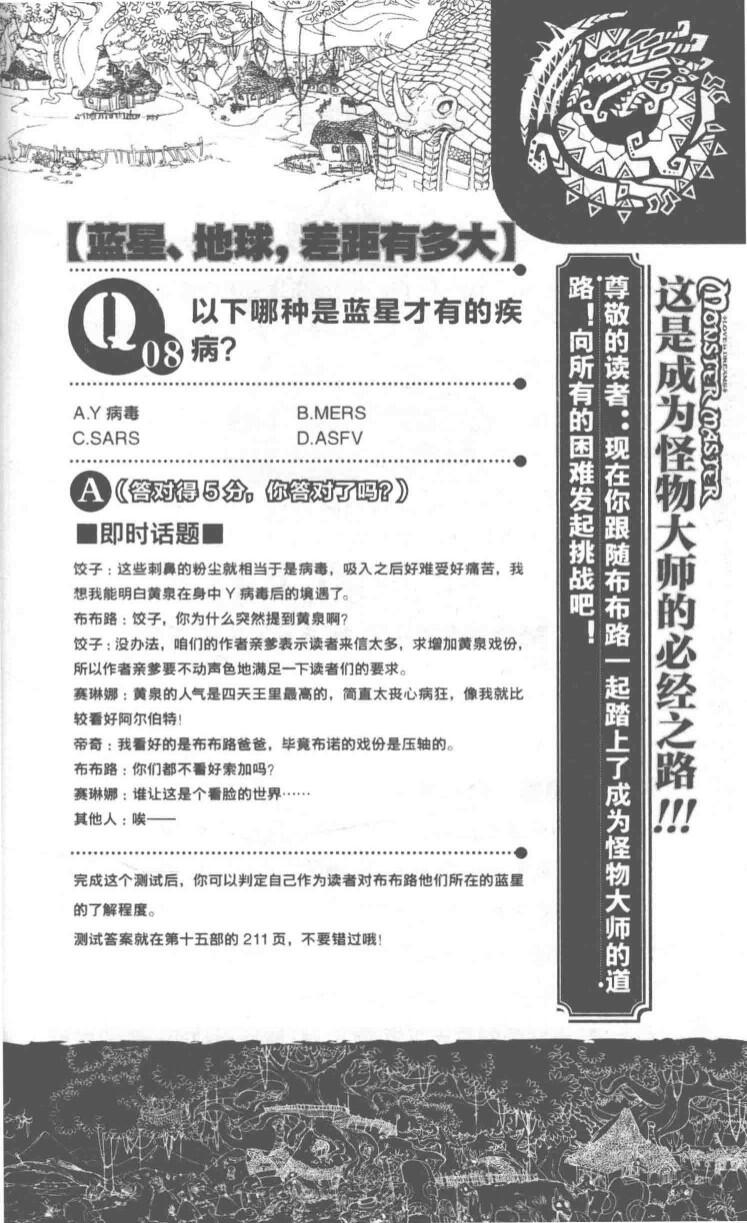 【蓝星、地球，差距有多大】
Q
08
以下哪种是蓝星才有的疾
病？
A.Y 病毒 B.MERS
C.SARS D.ASFV
A（答对得 5 分，你答对了吗？）
■即时话题■
饺子：这些刺鼻的粉尘就相当于是病毒，吸入之后好难受好痛苦，我
想我能明白黄泉在身中 Y 病毒后的境遇了。
布布路：饺子，你为什么突然提到黄泉啊？
饺子：没办法，咱们的作者亲爹表示读者来信太多，求增加黄泉戏份，
所以作者亲爹要不动声色地满足一下读者们的要求。
赛琳娜：黄泉的人气是四天王里最高的，简直太丧心病狂，像我就比
较看好阿尔伯特！
帝奇：我看好的是布布路爸爸，毕竟布诺的戏份是压轴的。
布布路：你们都不看好索加吗？
赛琳娜：谁让这是个看脸的世界……
其他人：唉——
完成这个测试后，你可以判定自己作为读者对布布路他们所在的蓝星
的了解程度。
测试答案就在第十五部的 211 页，不要错过哦！
MONSTER MASTER
这是成为怪物大师的必经之路!!!
尊敬的读者：现在你跟随布布路一起踏上了成为怪物大师的道
路！向所有的困难发起挑战吧！